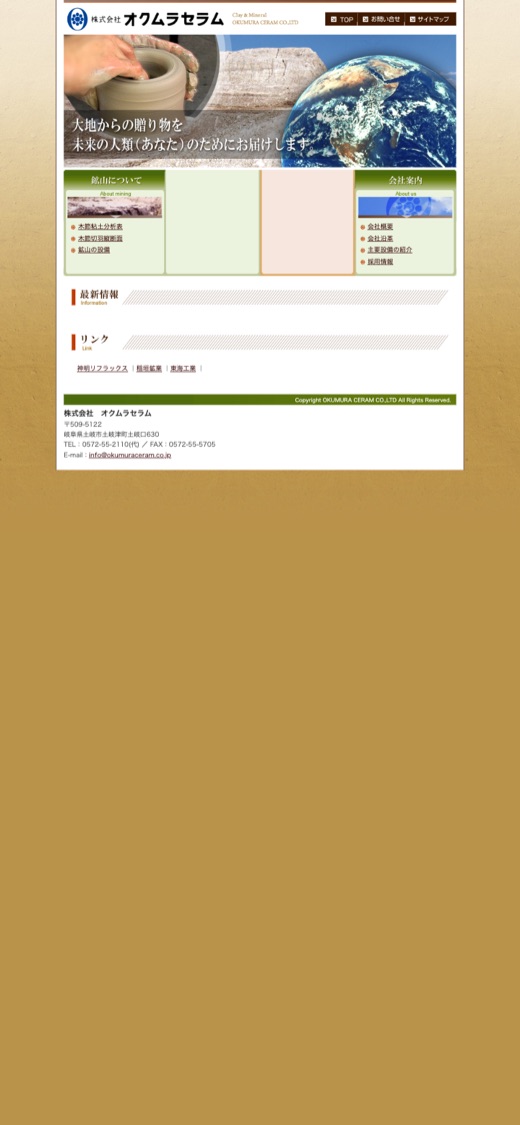 株式会社 オクムラセラム
Clay & Mineral
OKUMURA CERAM CO.,LTD
TOP
お問い合せ
サイトマップ
大地からの贈り物を
未来の人類(あなた)のためにお届けします
鉱山について
About mining
木節粘土分析表
木節切羽縦断面
鉱山の設備
会社案内
About us
会社概要
会社沿革
主要設備の紹介
採用情報
最新情報
Information
リンク
Link
神明リフラックス | 稲垣鉱業 | 東海工業 |
Copyright OKUMURA CERAM CO.,LTD All Rights Reserved.
株式会社 オクムラセラム
〒509-5122
岐阜県土岐市土岐津町土岐口630
TEL:0572-55-2110(代) / FAX:0572-55-5705
E-mail:info@okumuraceram.co.jp